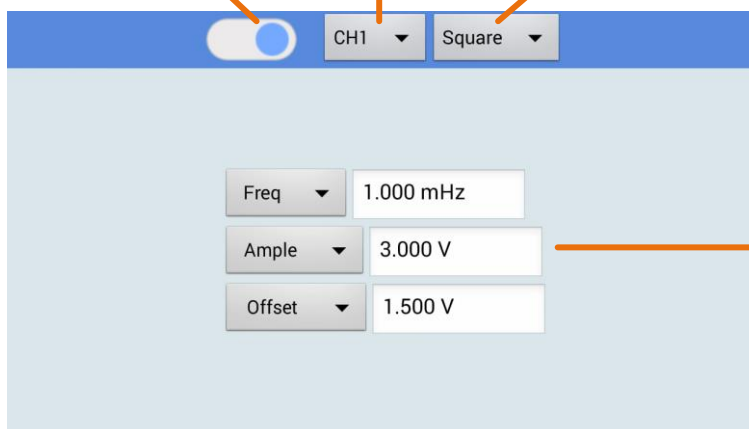 CH1 Square
Freq 1.000 mHz
Ample 3.000 V
Offset 1.500 V